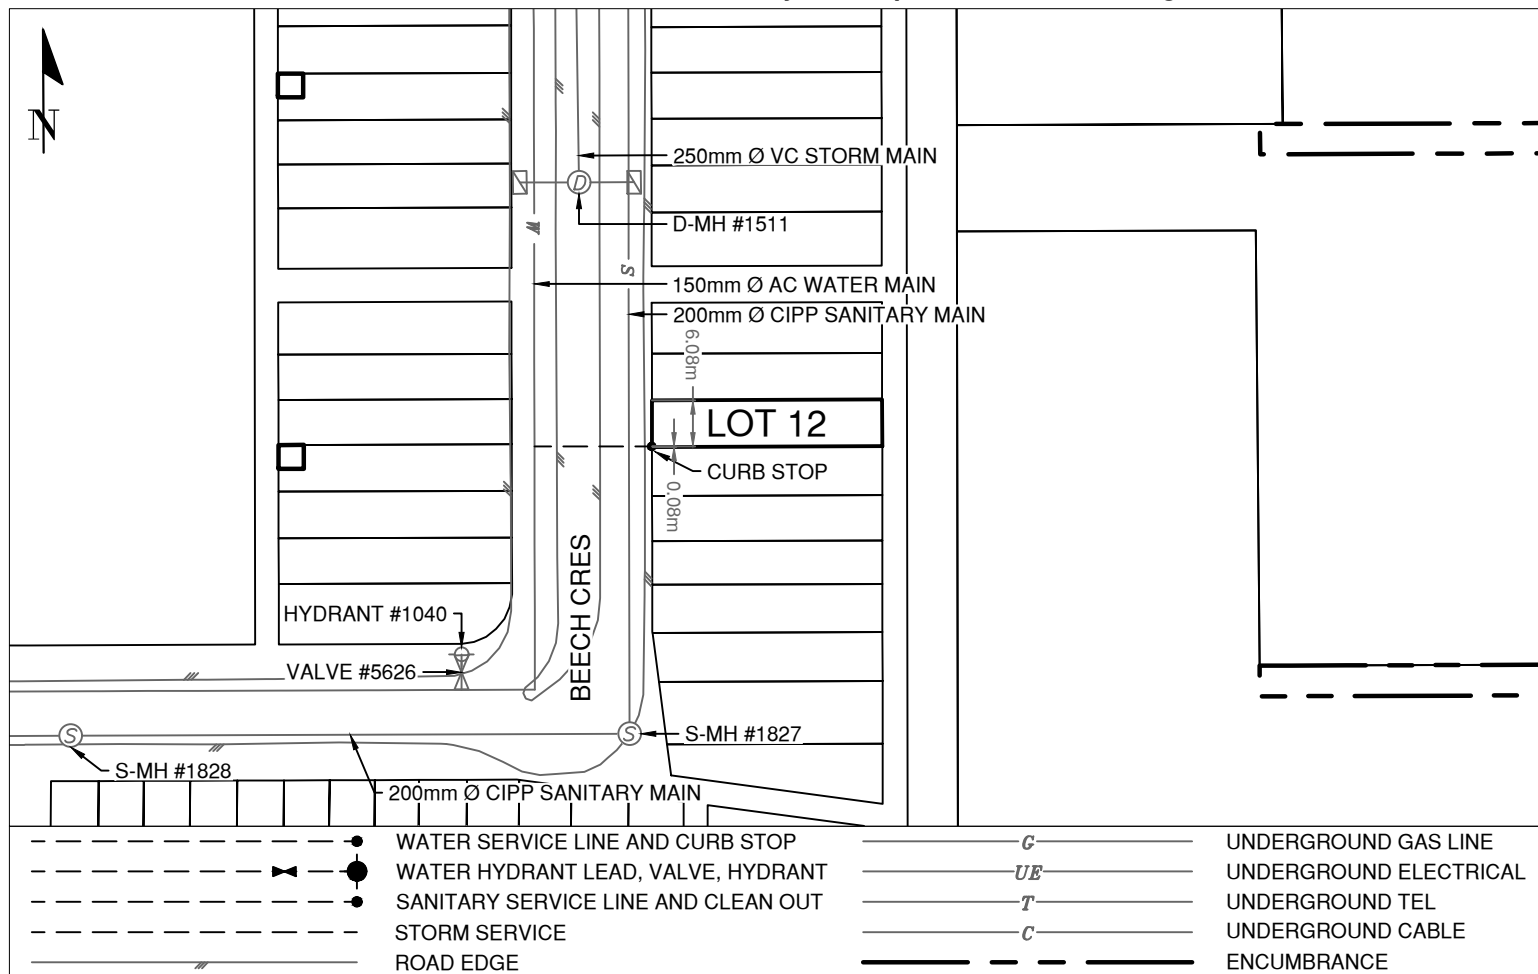 N
250mm Ø VC STORM MAIN
D
D-MH #1511
W
S
150mm Ø AC WATER MAIN
200mm Ø CIPP SANITARY MAIN
6.08m
LOT 12
CURB STOP
0.08m
BEECH CRES
HYDRANT #1040
VALVE #5626
S
S-MH #1827
S
S-MH #1828
200mm Ø CIPP SANITARY MAIN
WATER SERVICE LINE AND CURB STOP
WATER HYDRANT LEAD, VALVE, HYDRANT
SANITARY SERVICE LINE AND CLEAN OUT
STORM SERVICE
ROAD EDGE
G UNDERGROUND GAS LINE
UE UNDERGROUND ELECTRICAL
T UNDERGROUND TEL
C UNDERGROUND CABLE
ENCUMBRANCE